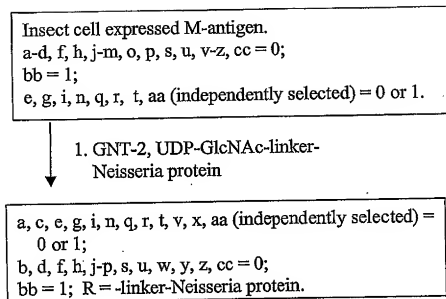 Insect cell expressed M-antigen.
a-d, f, h, j-m, o, p, s, u, v-z, cc = 0;
bb = 1;
e, g, i, n, q, r, t, aa (independently selected) = 0 or 1.
1. GNT-2, UDP-GlcNAc-linker-
Neisseria protein
a, c, e, g, i, n, q, r, t, v, x, aa (independently selected) =
0 or 1;
b, d, f, h, j-p, s, u, w, y, z, cc = 0;
bb = 1; R = -linker-Neisseria protein.